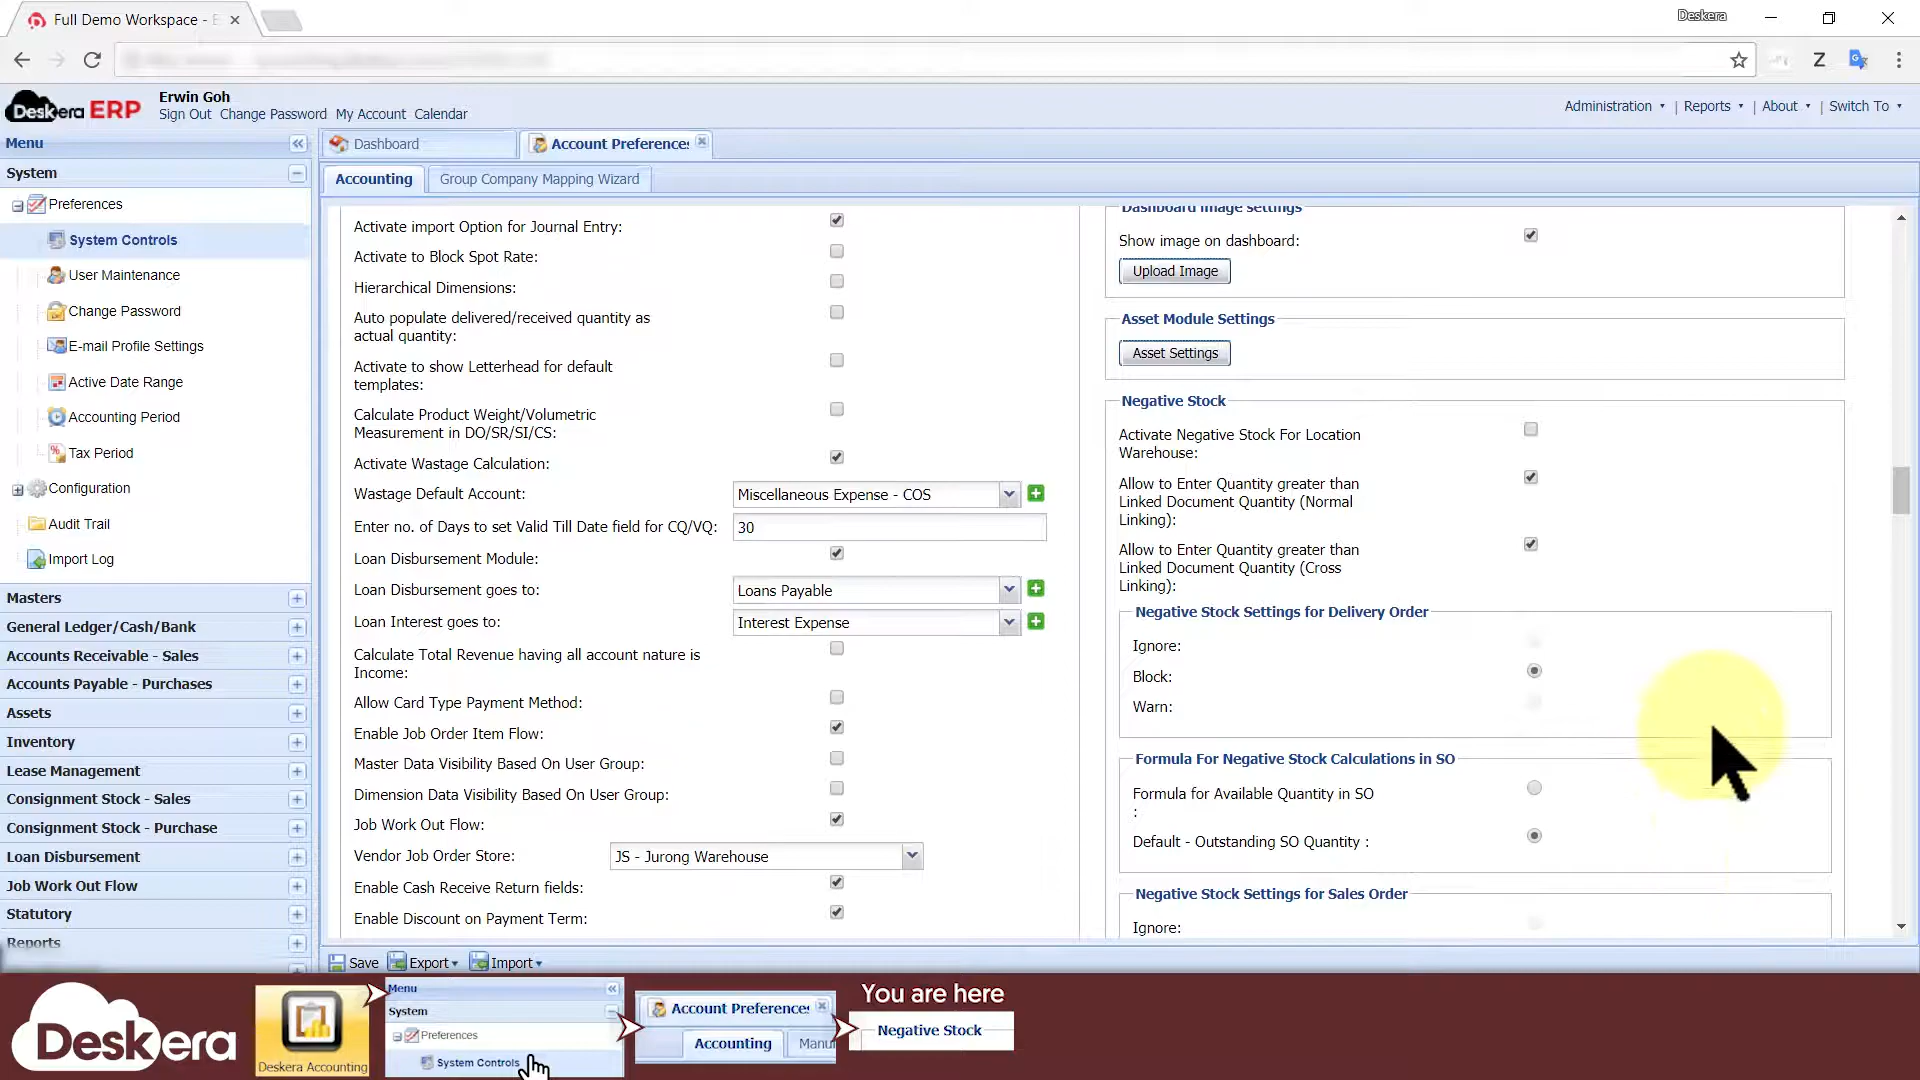 Full Demo Workspace - E
Deskera
Z
Deskera ERP
Erwin Goh
Sign Out Change Password My Account Calendar
Administration | Reports | About | Switch To
Menu
System
Preferences
System Controls
User Maintenance
Change Password
E-mail Profile Settings
Active Date Range
Accounting Period
Tax Period
Configuration
Audit Trail
Import Log
Masters
General Ledger/Cash/Bank
Accounts Receivable - Sales
Accounts Payable - Purchases
Assets
Inventory
Lease Management
Consignment Stock - Sales
Consignment Stock - Purchase
Loan Disbursement
Job Work Out Flow
Statutory
Reports
Dashboard
Account Preferences
Accounting
Group Company Mapping Wizard
Activate import Option for Journal Entry:
Activate to Block Spot Rate:
Hierarchical Dimensions:
Auto populate delivered/received quantity as
actual quantity:
Activate to show Letterhead for default
templates:
Calculate Product Weight/Volumetric
Measurement in DO/SR/SI/CS:
Activate Wastage Calculation:
Wastage Default Account: Miscellaneous Expense - COS
Enter no. of Days to set Valid Till Date field for CQ/VQ: 30
Loan Disbursement Module:
Loan Disbursement goes to: Loans Payable
Loan Interest goes to: Interest Expense
Calculate Total Revenue having all account nature is
Income:
Allow Card Type Payment Method:
Enable Job Order Item Flow:
Master Data Visibility Based On User Group:
Dimension Data Visibility Based On User Group:
Job Work Out Flow:
Vendor Job Order Store: JS - Jurong Warehouse
Enable Cash Receive Return fields:
Enable Discount on Payment Term:
Dashboard Image settings
Show image on dashboard:
Upload Image
Asset Module Settings
Asset Settings
Negative Stock
Activate Negative Stock For Location
Warehouse:
Allow to Enter Quantity greater than
Linked Document Quantity (Normal
Linking):
Allow to Enter Quantity greater than
Linked Document Quantity (Cross
Linking):
Negative Stock Settings for Delivery Order
Ignore:
Block:
Warn:
Formula For Negative Stock Calculations in SO
Formula for Available Quantity in SO
:
Default - Outstanding SO Quantity :
Negative Stock Settings for Sales Order
Ignore:
Save Export Import
Deskera
Deskera Accounting
Menu
System
Preferences
System Controls
Account Preferences
Accounting
Manu
You are here
Negative Stock